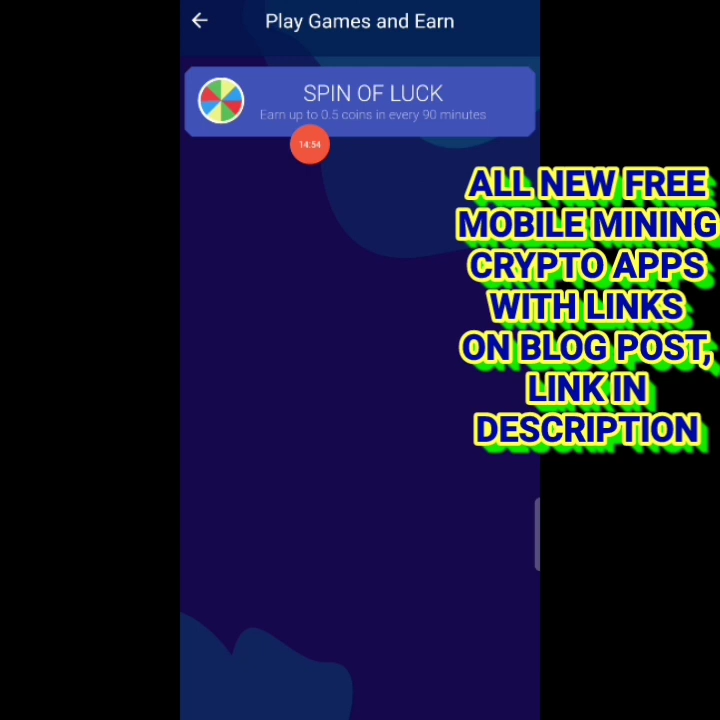 Play Games and Earn
SPIN OF LUCK
Earn up to 0.5 coins in every 90 minutes
14:54
ALL NEW FREE
MOBILE MINING
CRYPTO APPS
WITH LINKS
ON BLOG POST,
LINK IN
DESCRIPTION